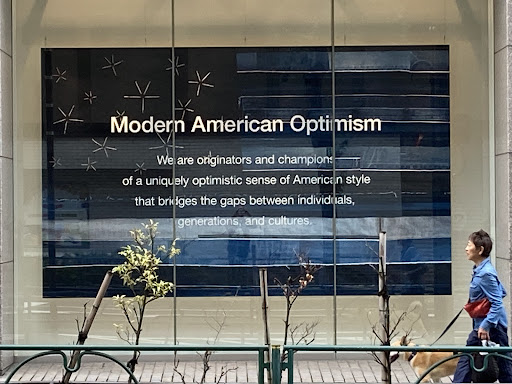 Modern American Optimism
We are originators and champions
of a uniquely optimistic sense of American style
that bridges the gaps between individuals,
generations, and cultures.